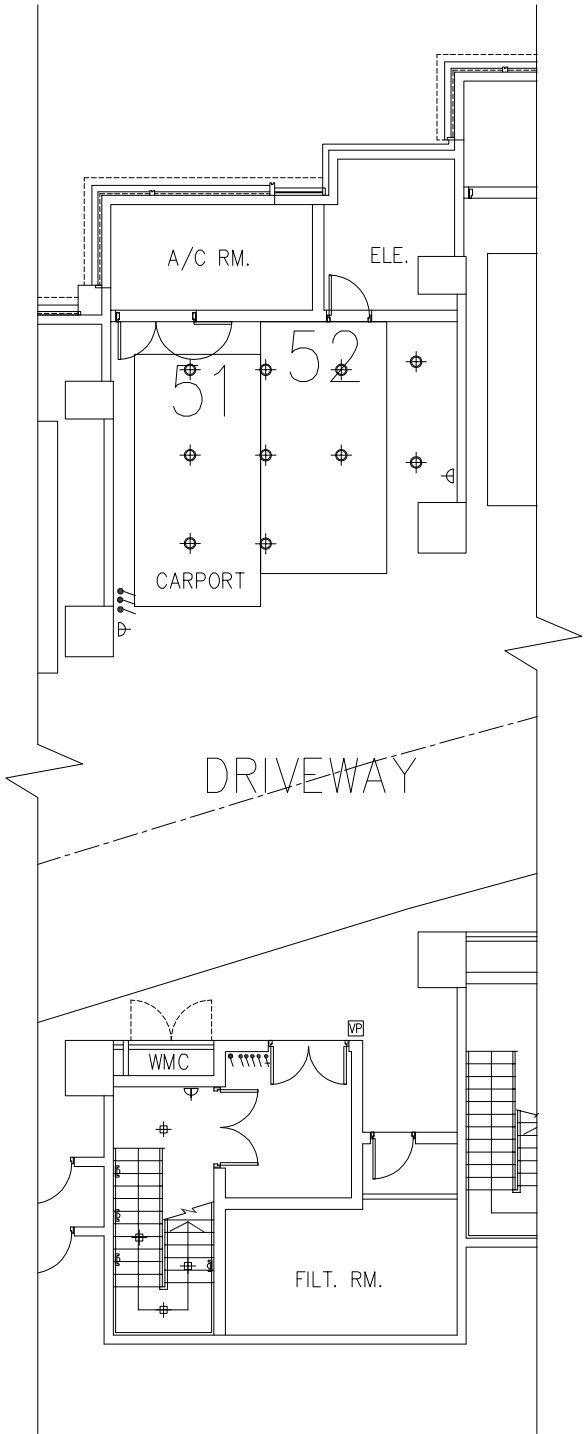 A/C RM.
ELE.
52
51
CARPORT
DRIVEWAY
VP
WMC
FILT. RM.